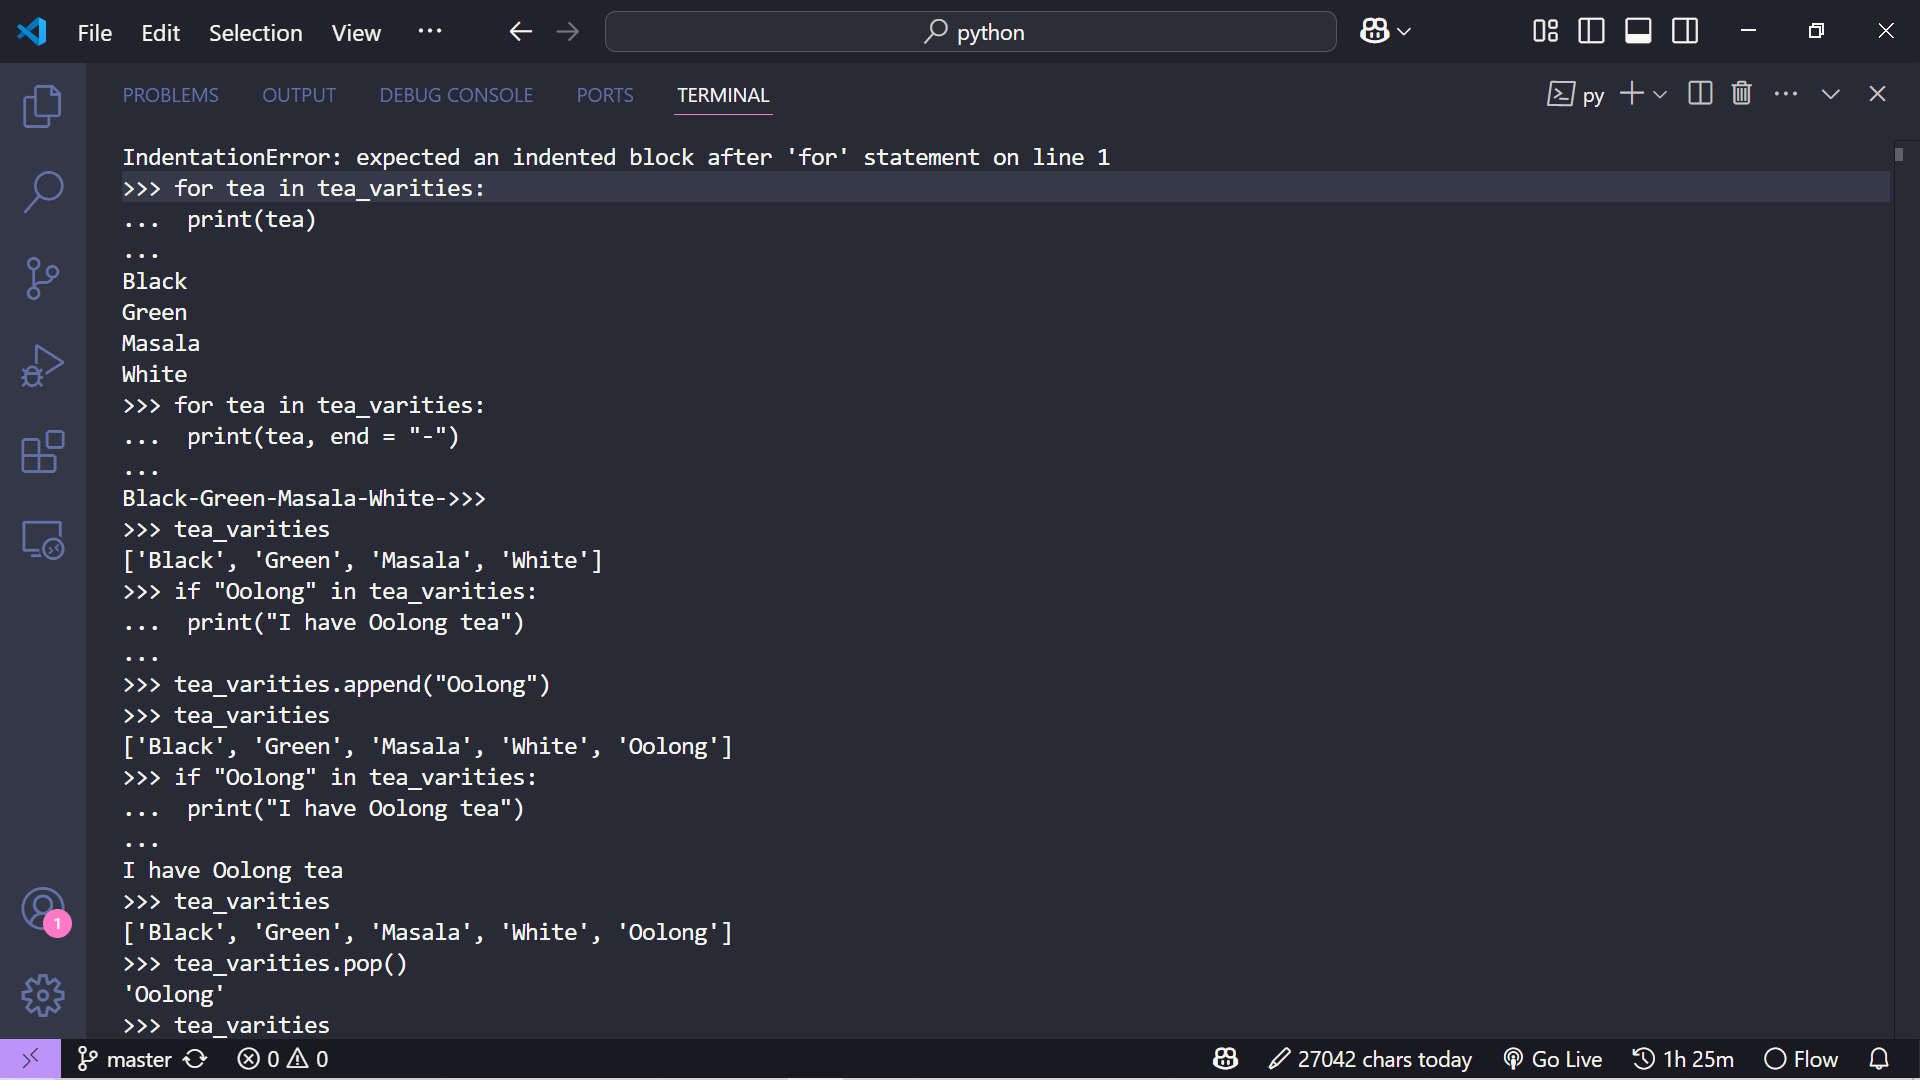 File Edit Selection View ··· python
PROBLEMS OUTPUT DEBUG CONSOLE PORTS TERMINAL py
IndentationError: expected an indented block after 'for' statement on line 1
>>> for tea in tea_varities:
...  print(tea)
...
Black
Green
Masala
White
>>> for tea in tea_varities:
...  print(tea, end = "-")
...
Black-Green-Masala-White->>>
>>> tea_varities
['Black', 'Green', 'Masala', 'White']
>>> if "Oolong" in tea_varities:
...  print("I have Oolong tea")
...
>>> tea_varities.append("Oolong")
>>> tea_varities
['Black', 'Green', 'Masala', 'White', 'Oolong']
>>> if "Oolong" in tea_varities:
...  print("I have Oolong tea")
...
I have Oolong tea
>>> tea_varities
['Black', 'Green', 'Masala', 'White', 'Oolong']
>>> tea_varities.pop()
'Oolong'
>>> tea_varities
1
master 0 0 27042 chars today Go Live 1h 25m Flow